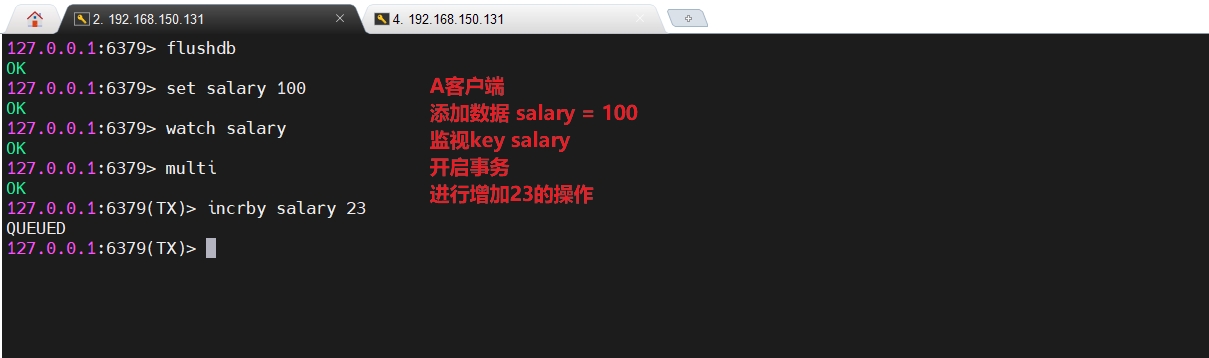 2. 192.168.150.131
4. 192.168.150.131
127.0.0.1:6379> flushdb
OK
127.0.0.1:6379> set salary 100
OK
127.0.0.1:6379> watch salary
OK
127.0.0.1:6379> multi
OK
127.0.0.1:6379(TX)> incrby salary 23
QUEUED
127.0.0.1:6379(TX)>
A客户端
添加数据 salary = 100
监视key salary
开启事务
进行增加23的操作